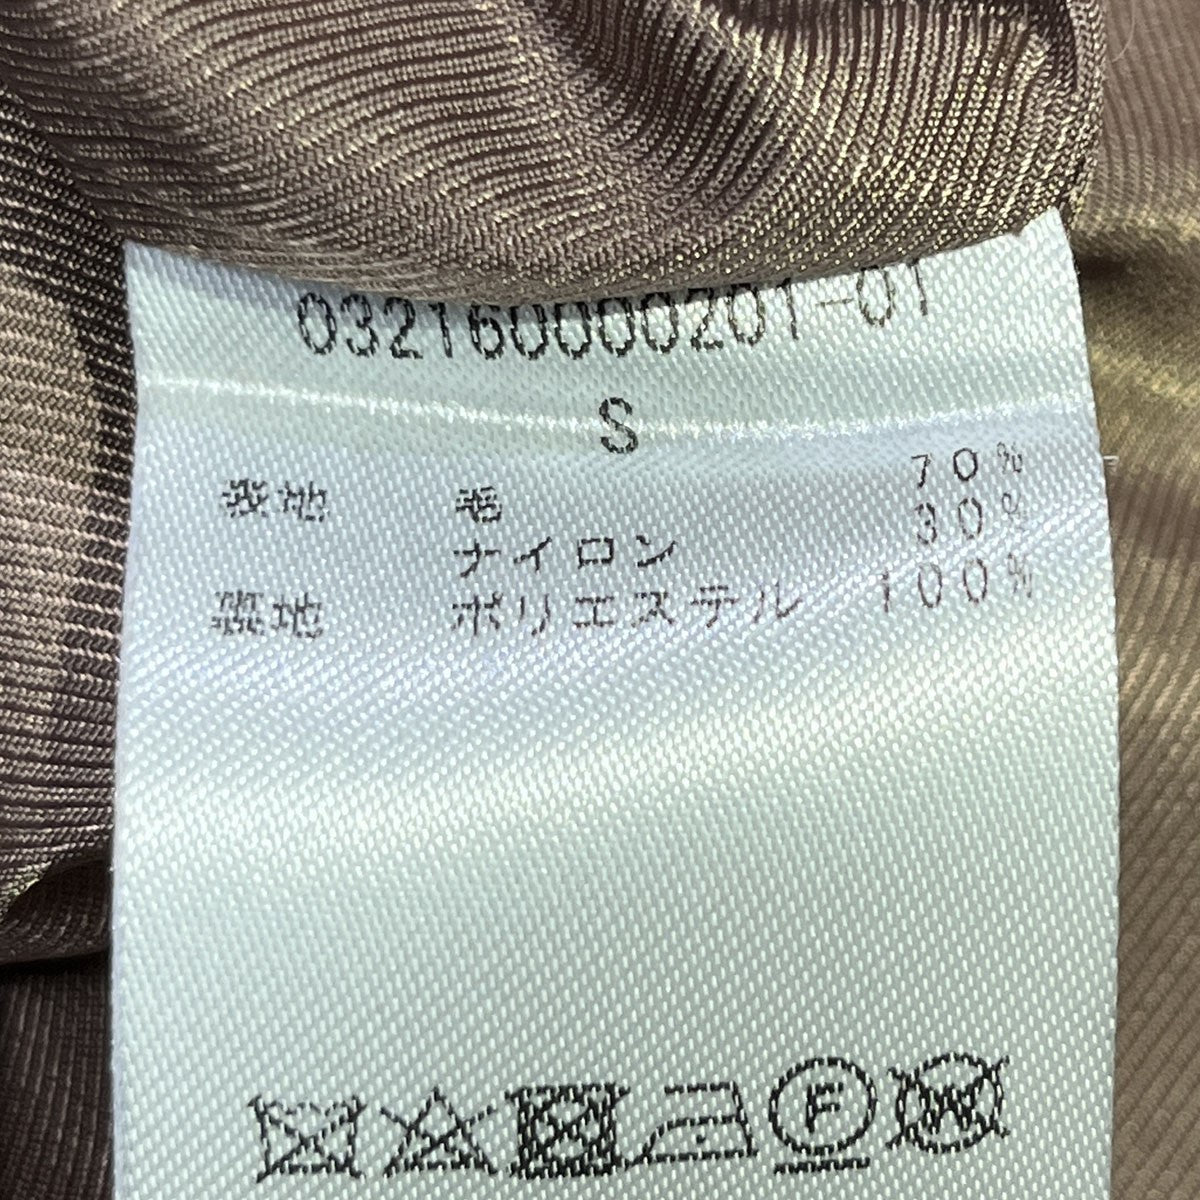 032160000201-01
S
表地 毛 70%
ナイロン 30%
裏地 ポリエステル 100%
F
W